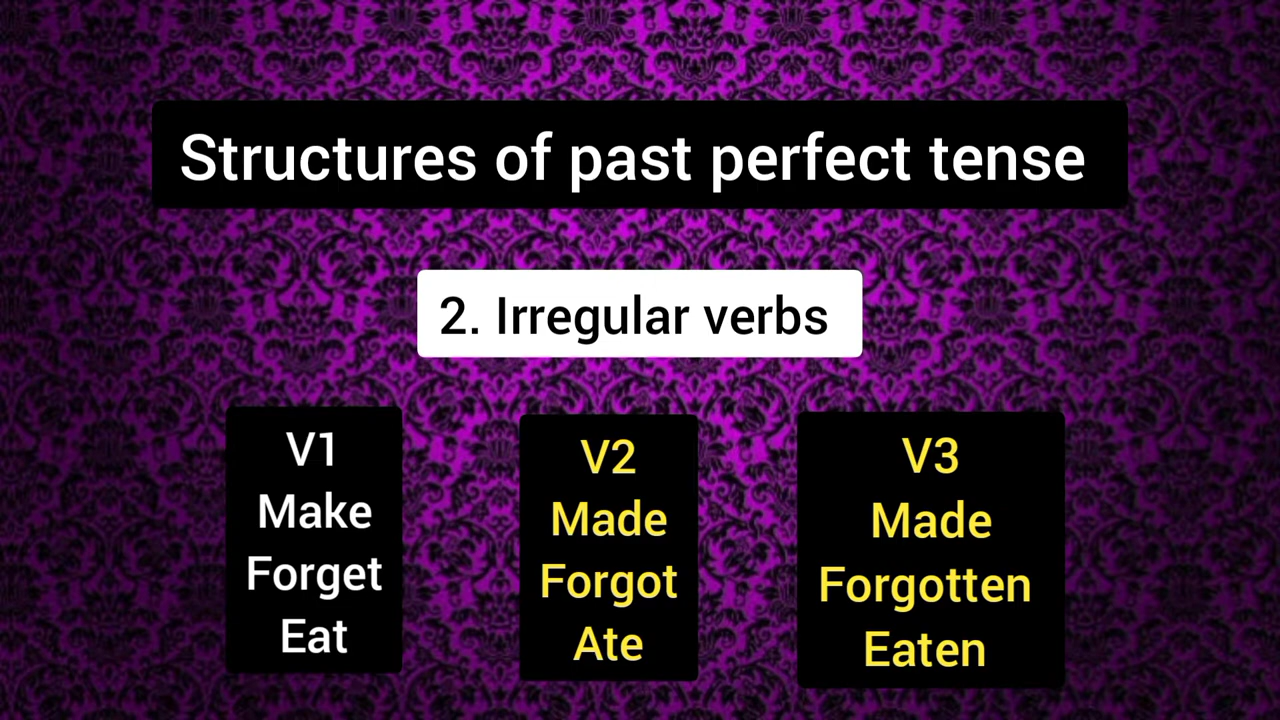 Structures of past perfect tense
2. Irregular verbs
V1
Make
Forget
Eat
V2
Made
Forgot
Ate
V3
Made
Forgotten
Eaten